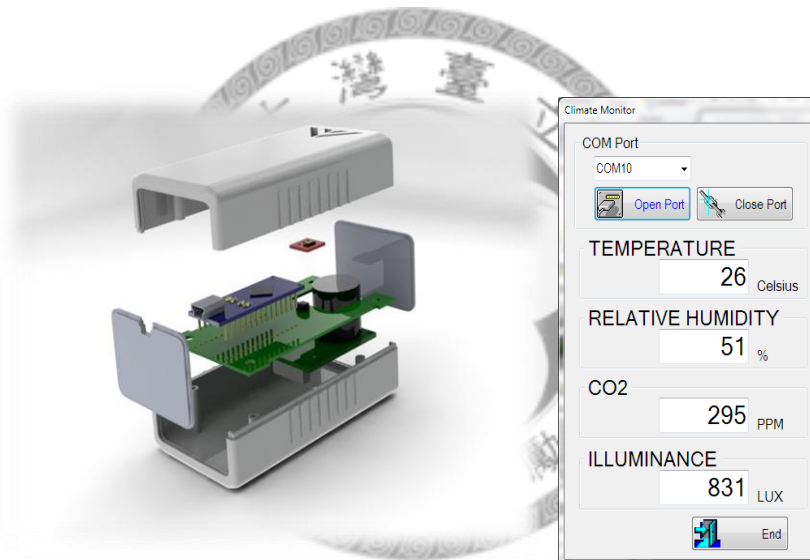 灣臺
Climate Monitor
COM Port
COM10
Open Port
Close Port
TEMPERATURE
26 Celsius
RELATIVE HUMIDITY
51 %
CO2
295 PPM
ILLUMINANCE
831 LUX
End